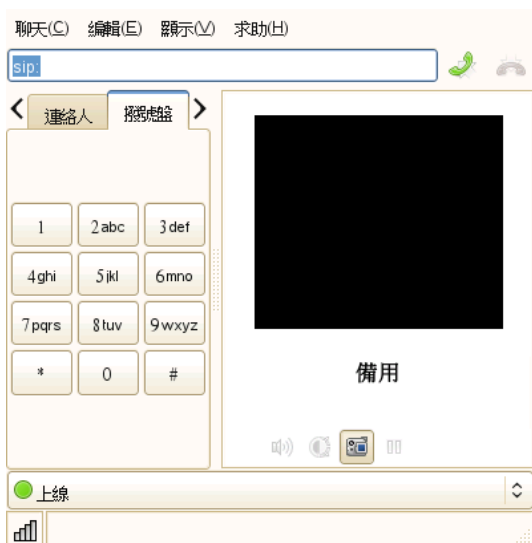 聊天(C) 編輯(E) 顯示(V) 求助(H)
sip:
連絡人 撥號盤
1 2abc 3def
4ghi 5jkl 6mno
7pqrs 8tuv 9wxyz
* 0 #
備用
上線